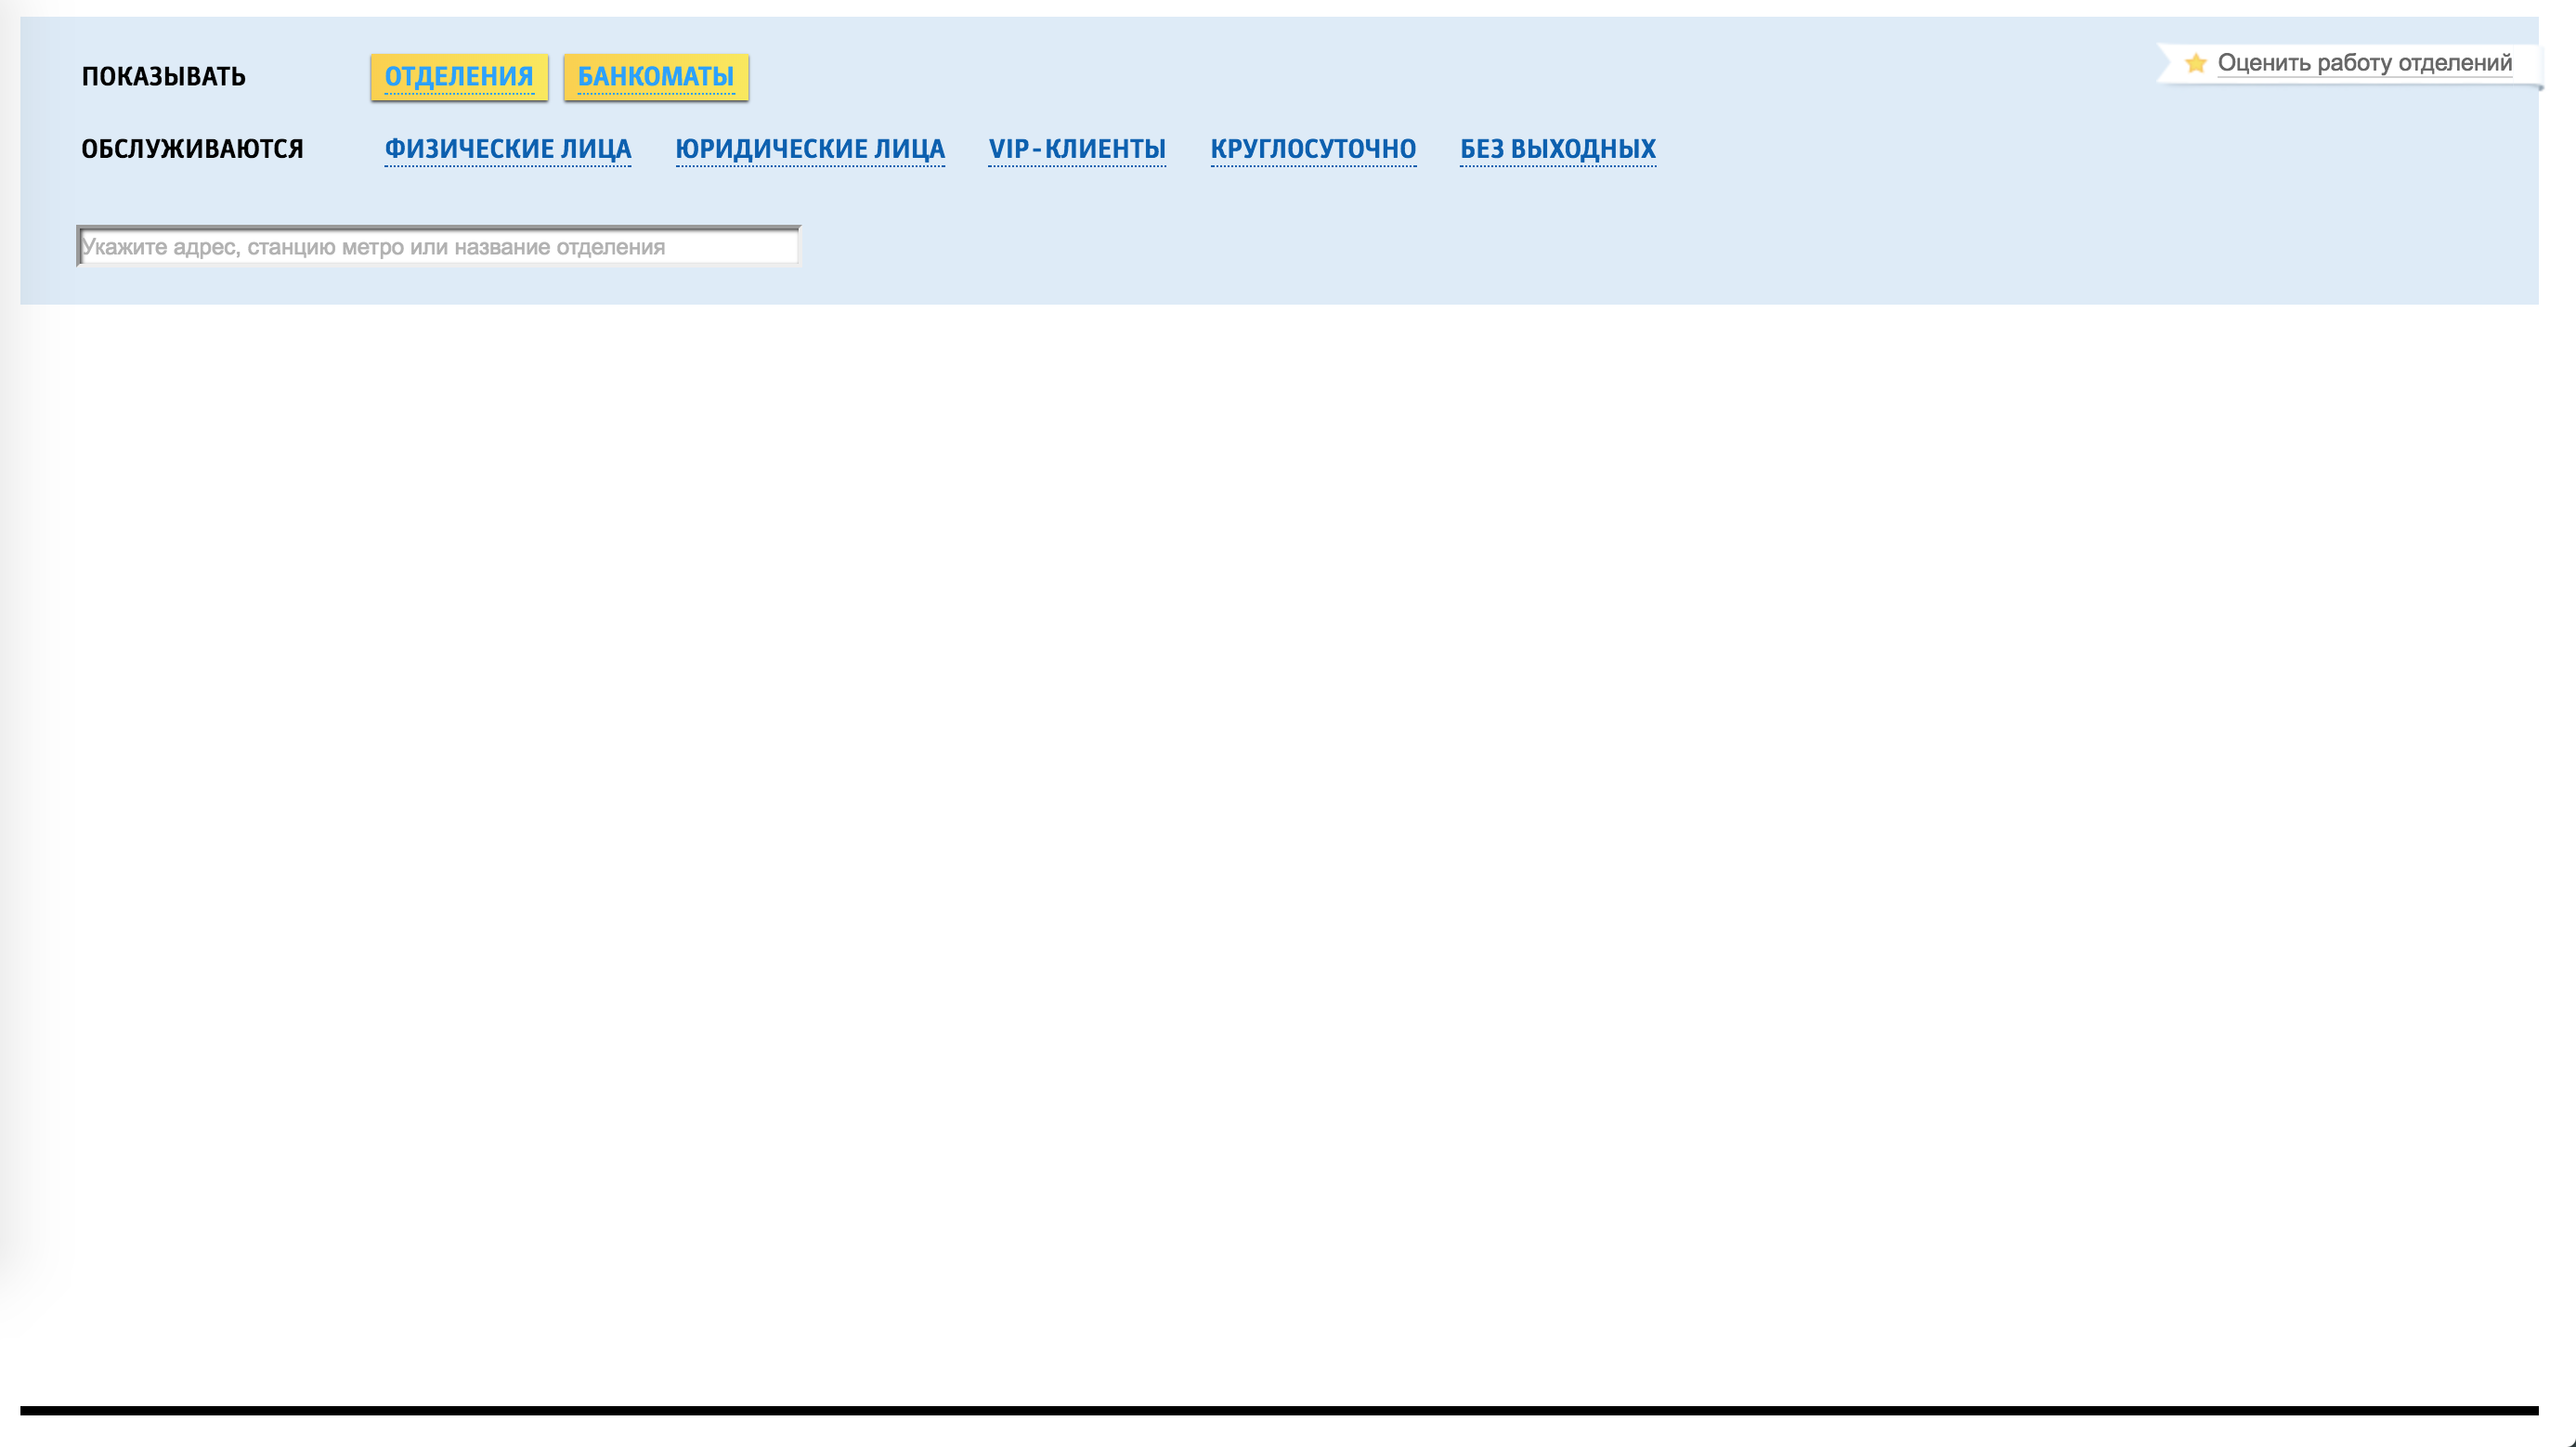 ПОКАЗЫВАТЬ ОТДЕЛЕНИЯ БАНКОМАТЫ Оценить работу отделений
ОБСЛУЖИВАЮТСЯ ФИЗИЧЕСКИЕ ЛИЦА ЮРИДИЧЕСКИЕ ЛИЦА VIP-КЛИЕНТЫ КРУГЛОСУТОЧНО БЕЗ ВЫХОДНЫХ
Укажите адрес, станцию метро или название отделения